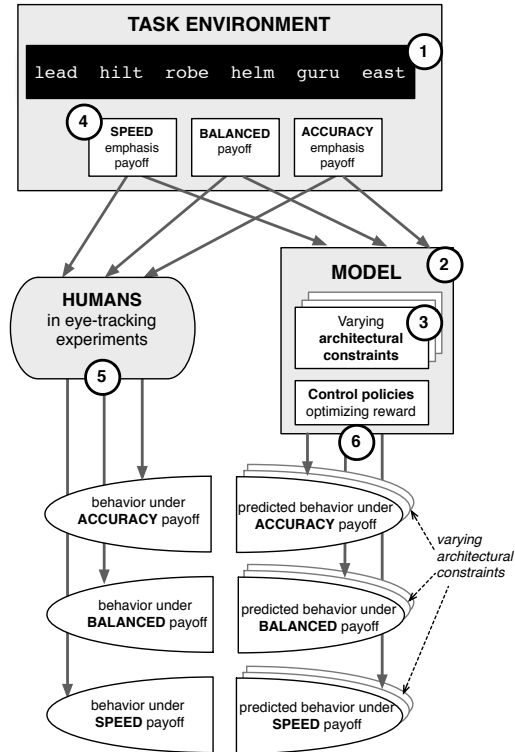 TASK ENVIRONMENT
1
lead hilt robe helm guru east
4
SPEED
emphasis
payoff
BALANCED
payoff
ACCURACY
emphasis
payoff
2
MODEL
HUMANS
in eye-tracking
experiments
3
Varying
architectural
constraints
5
Control policies
optimizing reward
6
behavior under
ACCURACY payoff
predicted behavior under
ACCURACY payoff
varying
architectural
constraints
behavior under
BALANCED payoff
predicted behavior under
BALANCED payoff
behavior under
SPEED payoff
predicted behavior under
SPEED payoff